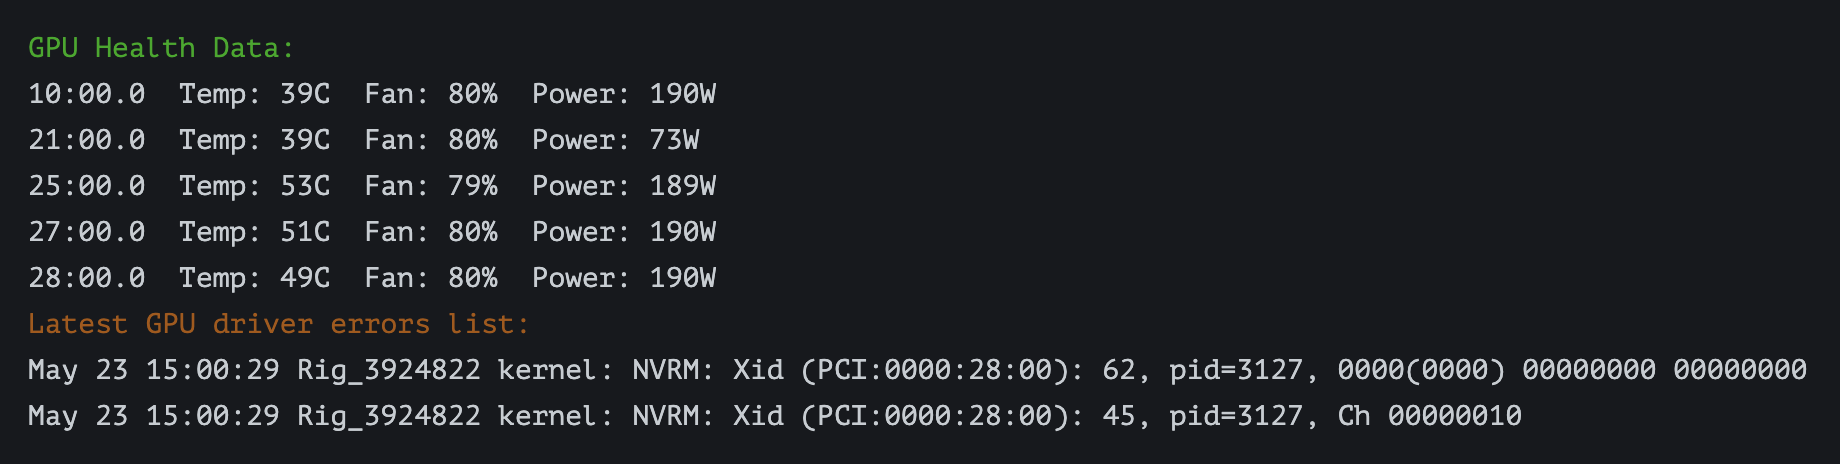 GPU Health Data:
10:00.0  Temp: 39C  Fan: 80%  Power: 190W
21:00.0  Temp: 39C  Fan: 80%  Power: 73W
25:00.0  Temp: 53C  Fan: 79%  Power: 189W
27:00.0  Temp: 51C  Fan: 80%  Power: 190W
28:00.0  Temp: 49C  Fan: 80%  Power: 190W
Latest GPU driver errors list:
May 23 15:00:29 Rig_3924822 kernel: NVRM: Xid (PCI:0000:28:00): 62, pid=3127, 0000(0000) 00000000 00000000
May 23 15:00:29 Rig_3924822 kernel: NVRM: Xid (PCI:0000:28:00): 45, pid=3127, Ch 00000010